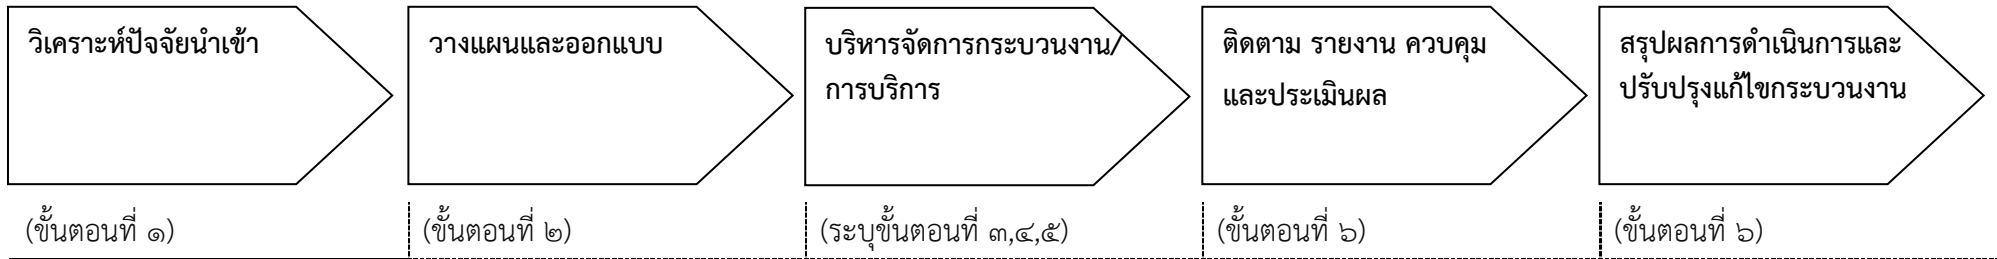 วิเคราะห์ปัจจัยนำเข้า
วางแผนและออกแบบ
บริหารจัดการกระบวนงาน/
การบริการ
ติดตาม รายงาน ควบคุม
และประเมินผล
สรุปผลการดำเนินการและ
ปรับปรุงแก้ไขกระบวนงาน
(ขั้นตอนที่ ๑)
(ขั้นตอนที่ ๒)
(ระบุขั้นตอนที่ ๓,๔,๕)
(ขั้นตอนที่ ๖)
(ขั้นตอนที่ ๖)